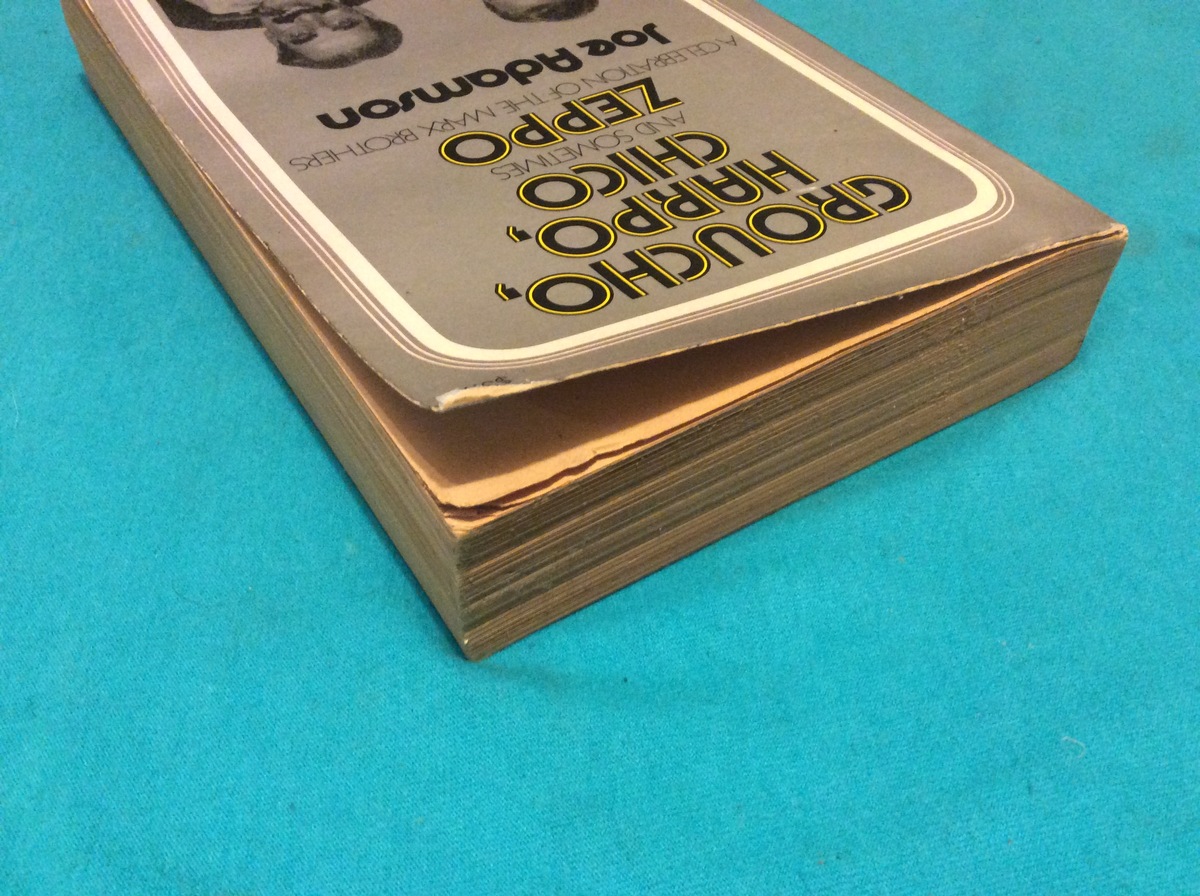 GROUCHO,
HARPO,
CHICO
AND SOMETIMES
ZEPPO
A CELEBRATION OF THE MARX BROTHERS
Joe Adamson